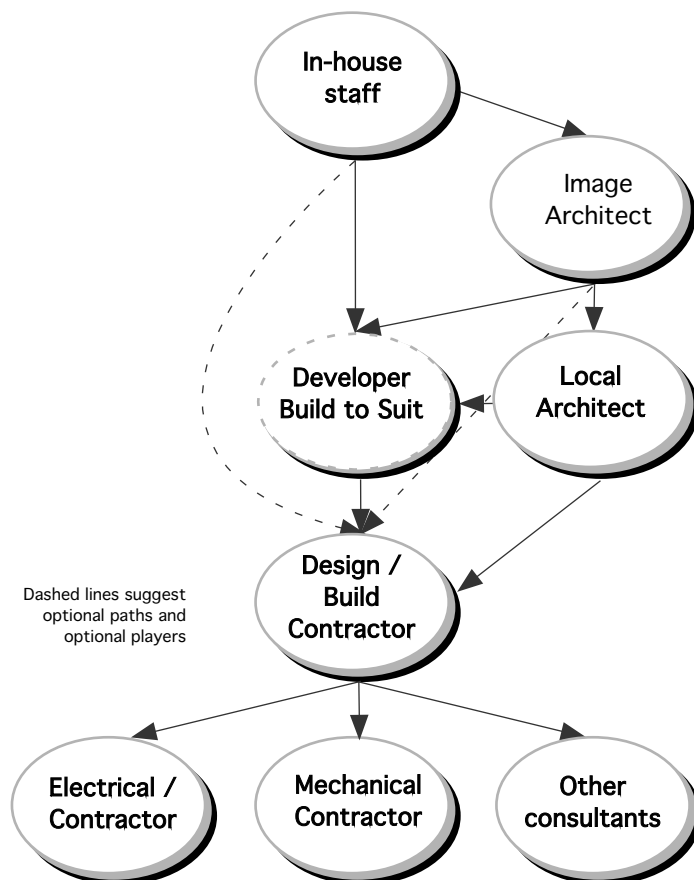 In-house
staff
Image
Architect
Developer
Build to Suit
Local
Architect
Design /
Build
Contractor
Dashed lines suggest
optional paths and
optional players
Electrical /
Contractor
Mechanical
Contractor
Other
consultants